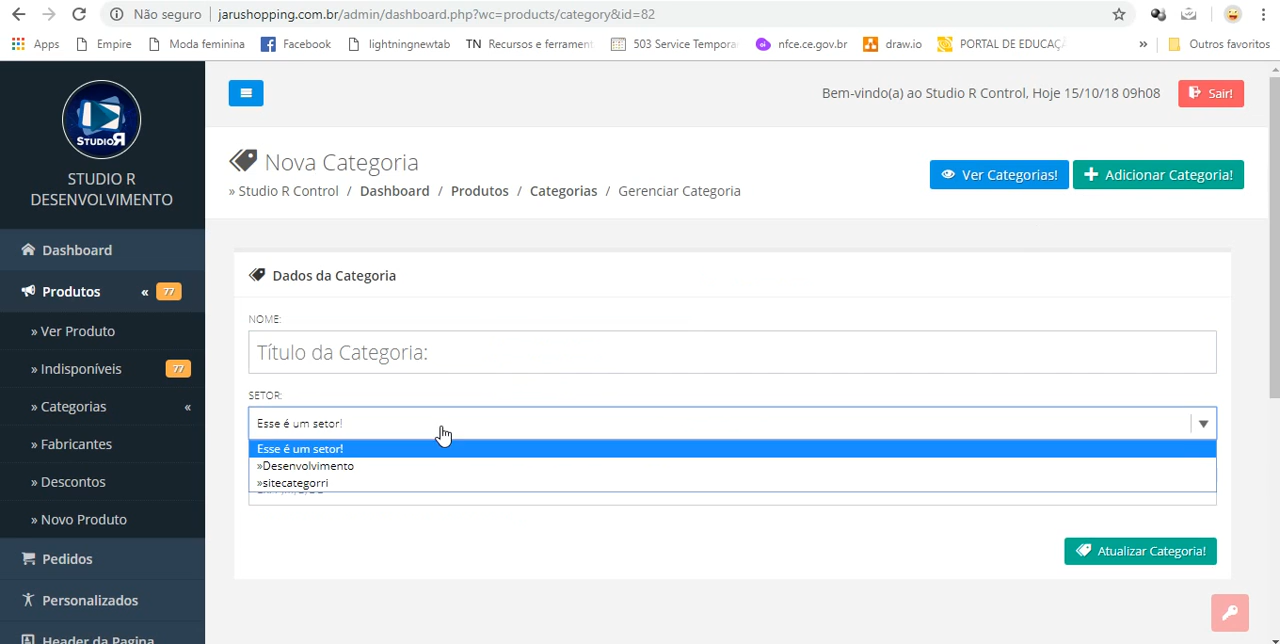 Não seguro | jarushopping.com.br/admin/dashboard.php?wc=products/category&id=82
Apps Empire Moda feminina Facebook lightningnewtab TN Recursos e ferrament 503 Service Tempora nfce.ce.gov.br draw.io PORTAL DE EDUCAÇ » Outros favoritos
STUDIOR
STUDIO R
DESENVOLVIMENTO
Dashboard
Produtos « 77
» Ver Produto
» Indisponíveis 77
» Categorias «
» Fabricantes
» Descontos
» Novo Produto
Pedidos
Personalizados
Header da Pagina
Bem-vindo(a) ao Studio R Control, Hoje 15/10/18 09h08
Sair!
Nova Categoria
» Studio R Control / Dashboard / Produtos / Categorias / Gerenciar Categoria
Ver Categorias!
Adicionar Categoria!
Dados da Categoria
NOME:
Título da Categoria:
SETOR:
Esse é um setor!
Esse é um setor!
»Desenvolvimento
»sitecategorri
Atualizar Categoria!